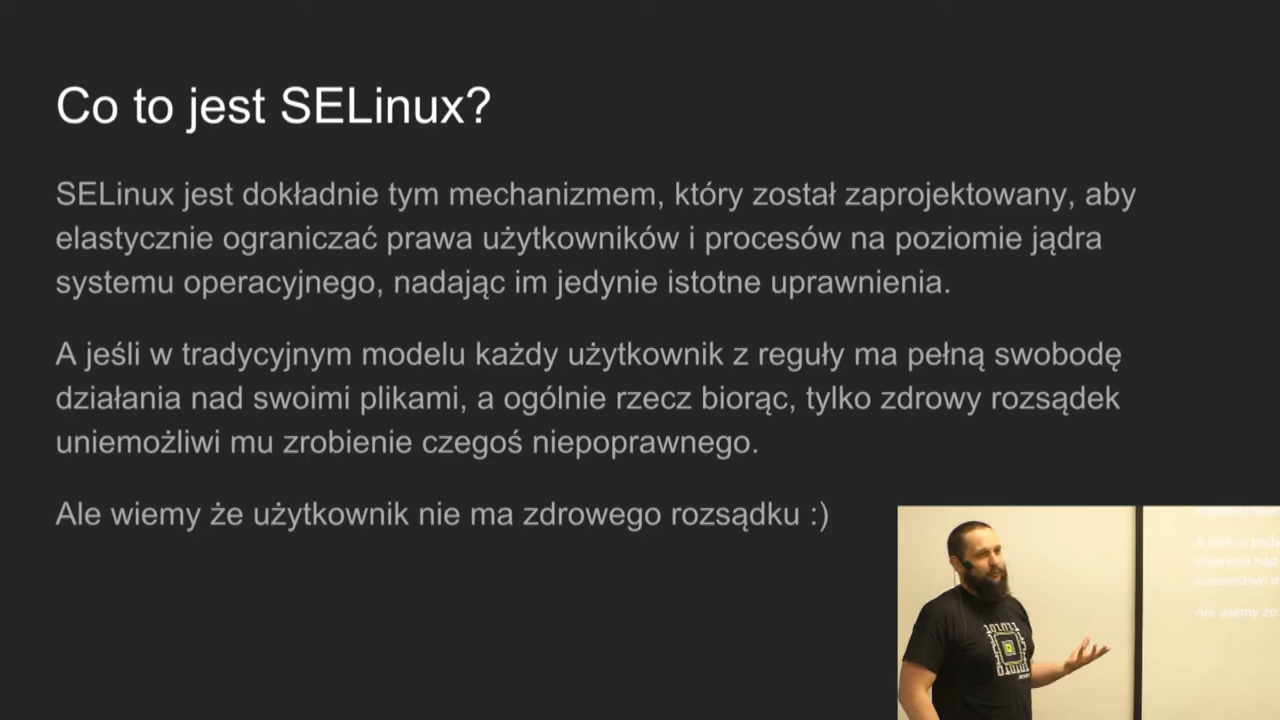 Co to jest SELinux?
SELinux jest dokładnie tym mechanizmem, który został zaprojektowany, aby
elastycznie ograniczać prawa użytkowników i procesów na poziomie jądra
systemu operacyjnego, nadając im jedynie istotne uprawnienia.
A jeśli w tradycyjnym modelu każdy użytkownik z reguły ma pełną swobodę
działania nad swoimi plikami, a ogólnie rzecz biorąc, tylko zdrowy rozsądek
uniemożliwi mu zrobienie czegoś niepoprawnego.
Ale wiemy że użytkownik nie ma zdrowego rozsądku :)
Ale wiemy że